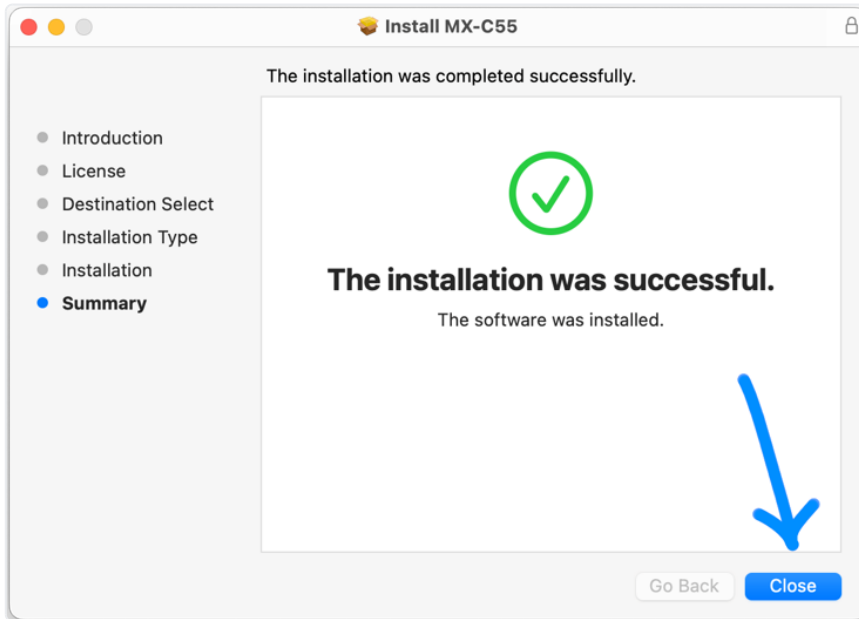 Install MX-C55
The installation was completed successfully.
Introduction
License
Destination Select
Installation Type
Installation
Summary
The installation was successful.
The software was installed.
Go Back
Close